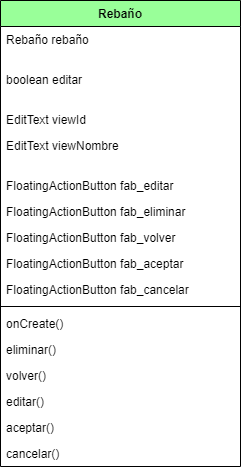 Rebaño
Rebaño rebaño
boolean editar
EditText viewId
EditText viewNombre
FloatingActionButton fab_editar
FloatingActionButton fab_eliminar
FloatingActionButton fab_volver
FloatingActionButton fab_aceptar
FloatingActionButton fab_cancelar
onCreate()
eliminar()
volver()
editar()
aceptar()
cancelar()